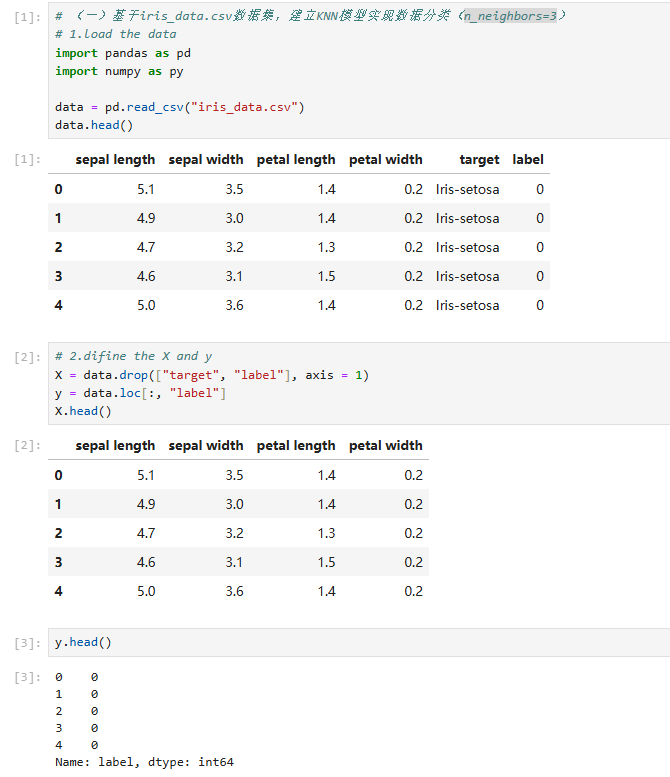 [1]: # （一）基于iris_data.csv数据集，建立KNN模型实现数据分类（n_neighbors=3）
# 1.load the data
import pandas as pd
import numpy as py
data = pd.read_csv("iris_data.csv")
data.head()
[1]: sepal length sepal width petal length petal width target label
0 5.1 3.5 1.4 0.2 Iris-setosa 0
1 4.9 3.0 1.4 0.2 Iris-setosa 0
2 4.7 3.2 1.3 0.2 Iris-setosa 0
3 4.6 3.1 1.5 0.2 Iris-setosa 0
4 5.0 3.6 1.4 0.2 Iris-setosa 0
[2]: # 2.difine the X and y
X = data.drop(["target", "label"], axis = 1)
y = data.loc[:, "label"]
X.head()
[2]: sepal length sepal width petal length petal width
0 5.1 3.5 1.4 0.2
1 4.9 3.0 1.4 0.2
2 4.7 3.2 1.3 0.2
3 4.6 3.1 1.5 0.2
4 5.0 3.6 1.4 0.2
[3]: y.head()
[3]: 0 0
1 0
2 0
3 0
4 0
Name: label, dtype: int64